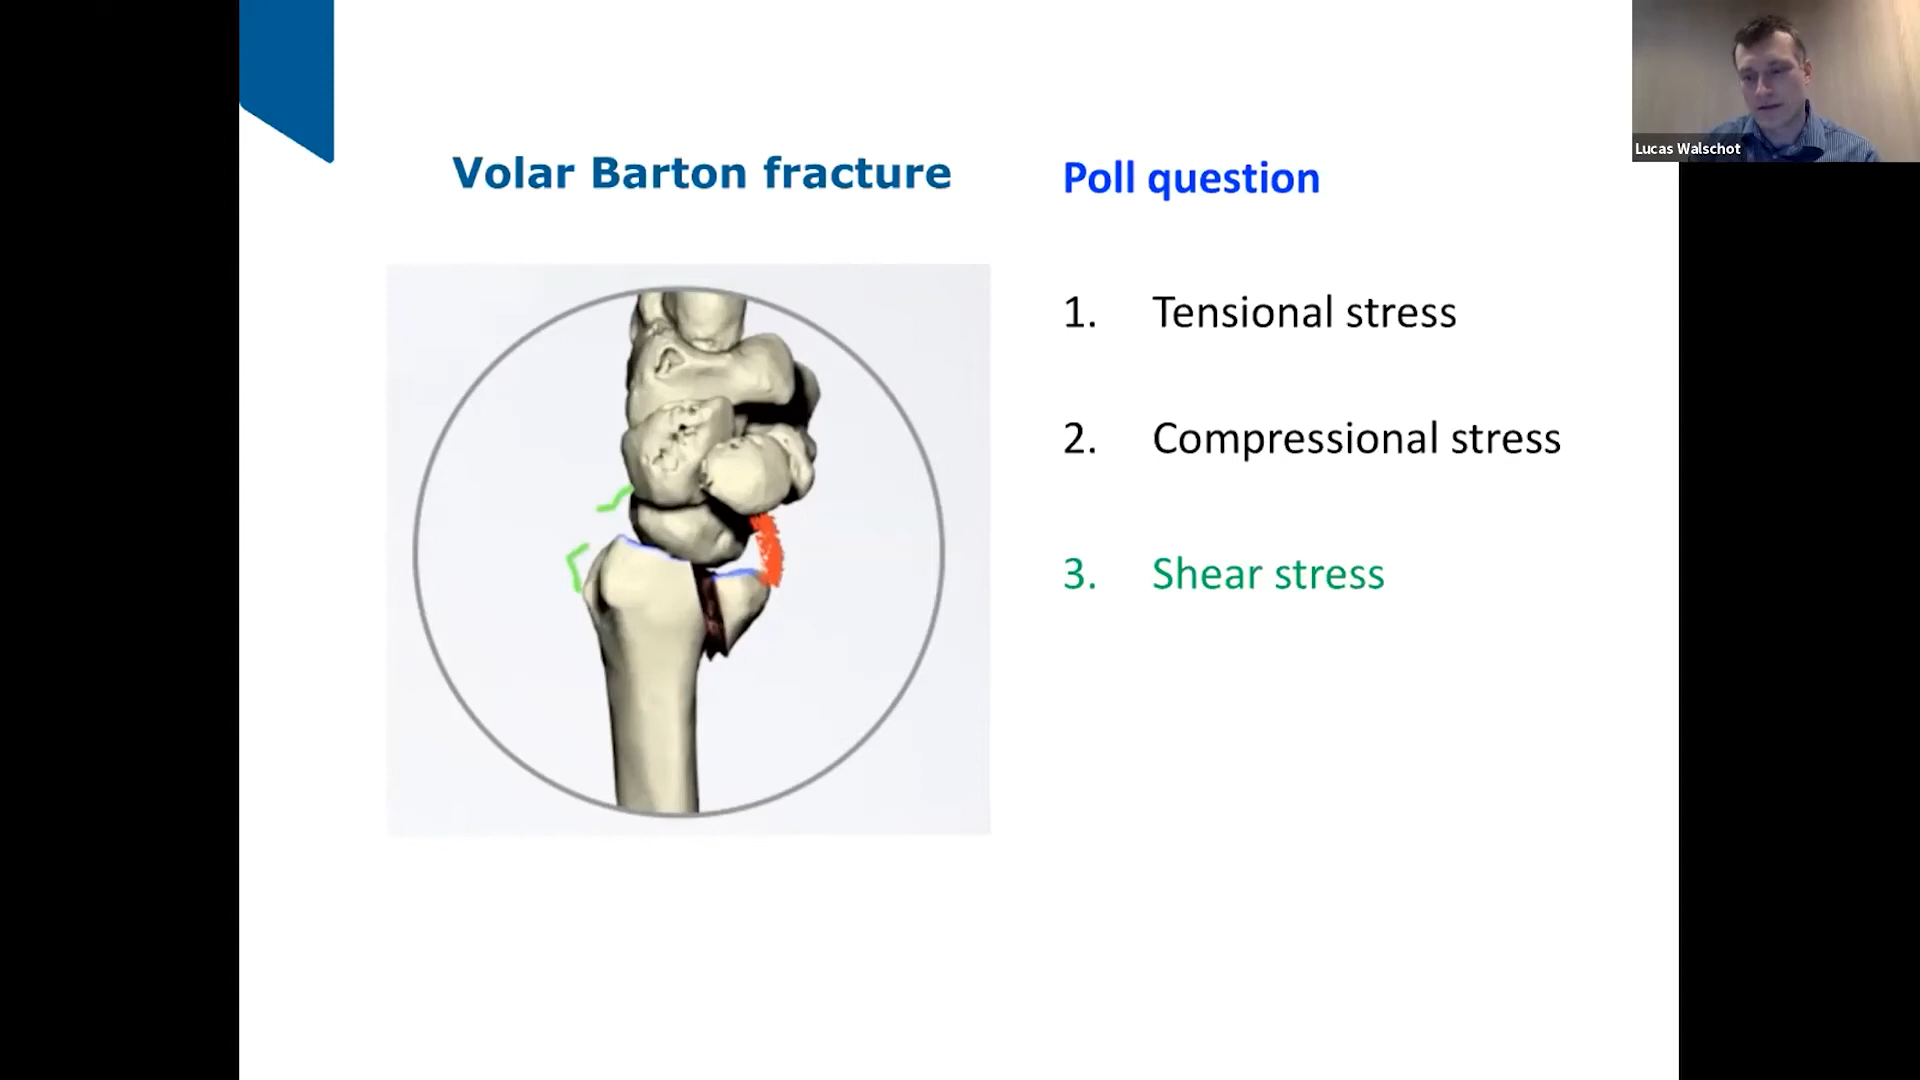 Volar Barton fracture
Poll question
1. Tensional stress
2. Compressional stress
3. Shear stress
Lucas Walschot